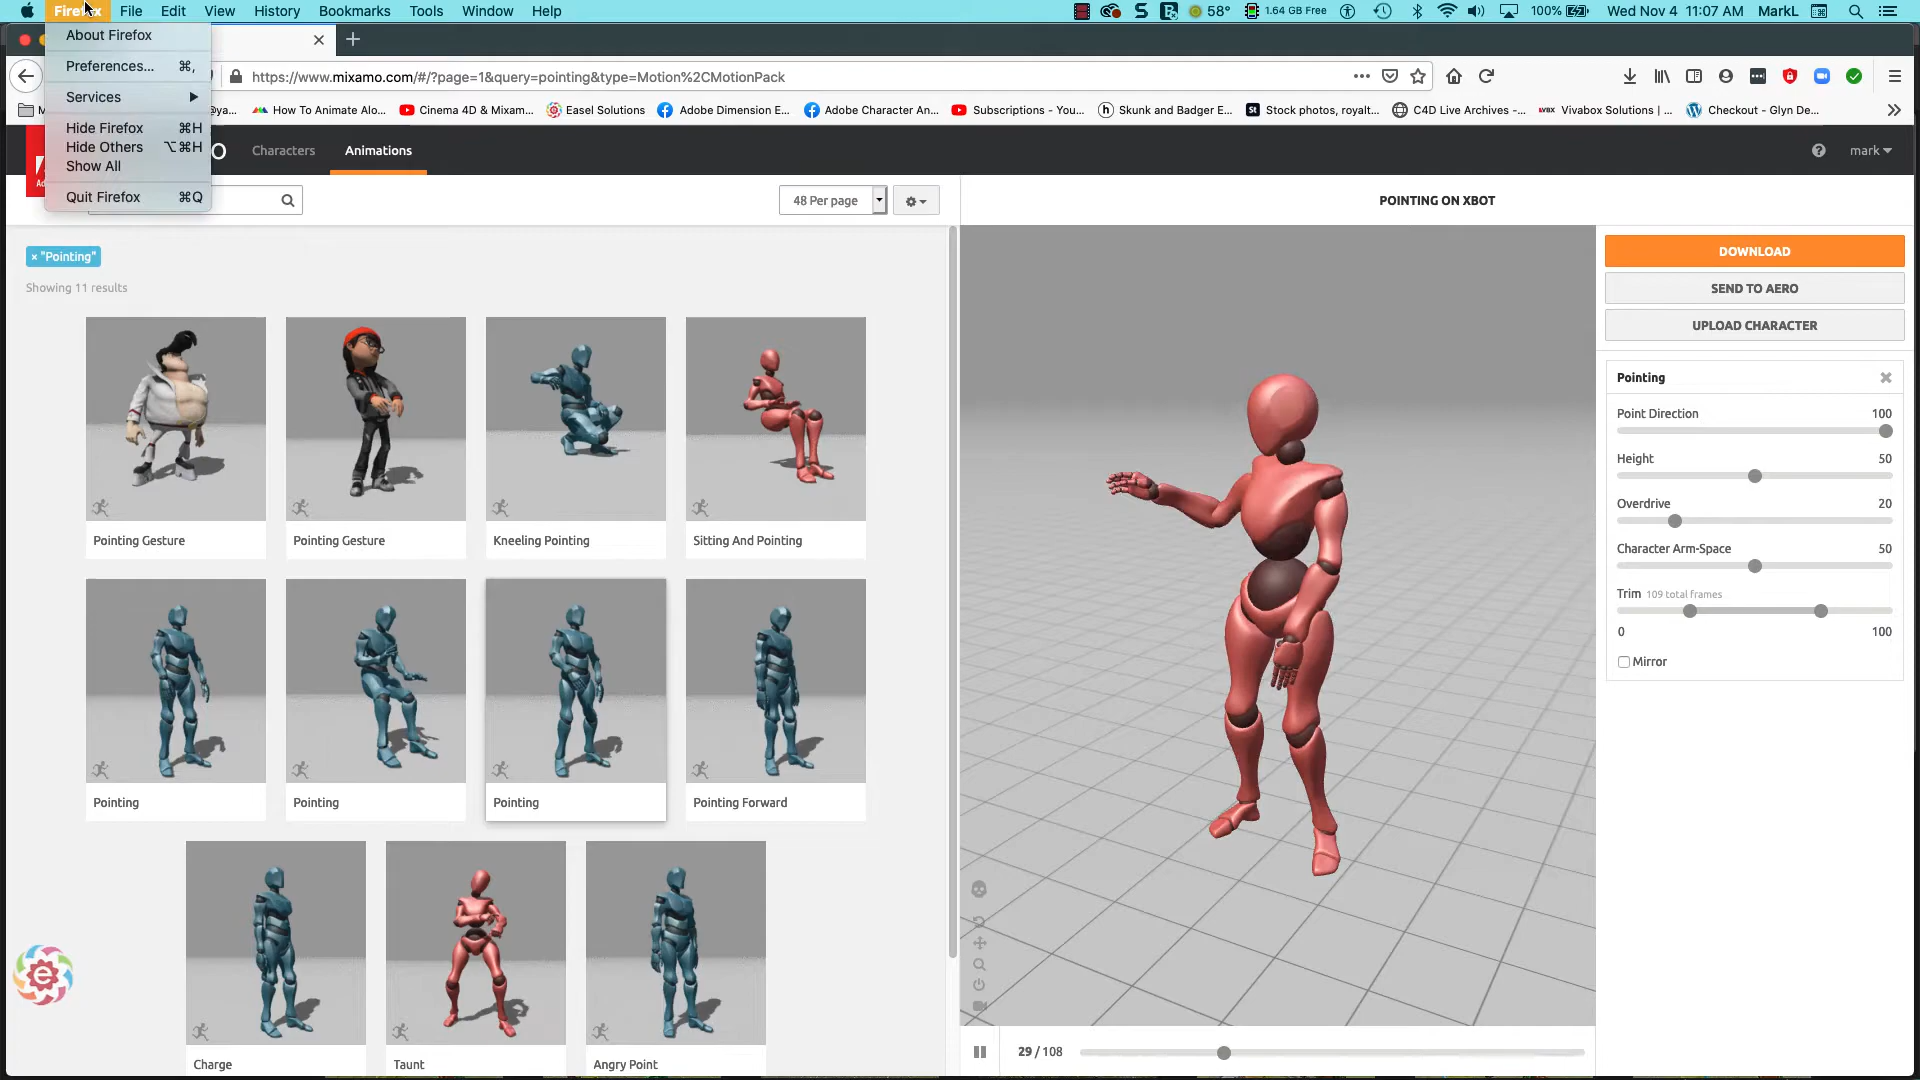 Firefox File Edit View History Bookmarks Tools Window Help
58° 1.64 GB Free 100% Wed Nov 4 11:07 AM MarkL
About Firefox
Preferences... ⌘,
Services
Hide Firefox ⌘H
Hide Others ⌥⌘H
Show All
Quit Firefox ⌘Q
https://www.mixamo.com/#/?page=1&query=pointing&type=Motion%2CMotionPack
M @ya... How To Animate Alo... Cinema 4D & Mixam... Easel Solutions Adobe Dimension E... Adobe Character An... Subscriptions - You... Skunk and Badger E... St Stock photos, royalt... C4D Live Archives -... Vivabox Solutions |... Checkout - Glyn De...
O Characters Animations mark
48 Per page
POINTING ON XBOT
× "Pointing"
Showing 11 results
DOWNLOAD
SEND TO AERO
UPLOAD CHARACTER
Pointing
Point Direction 100
Height 50
Overdrive 20
Character Arm-Space 50
Trim 109 total frames
0 100
Mirror
Pointing Gesture
Pointing Gesture
Kneeling Pointing
Sitting And Pointing
Pointing
Pointing
Pointing
Pointing Forward
Charge
Taunt
Angry Point
29 / 108